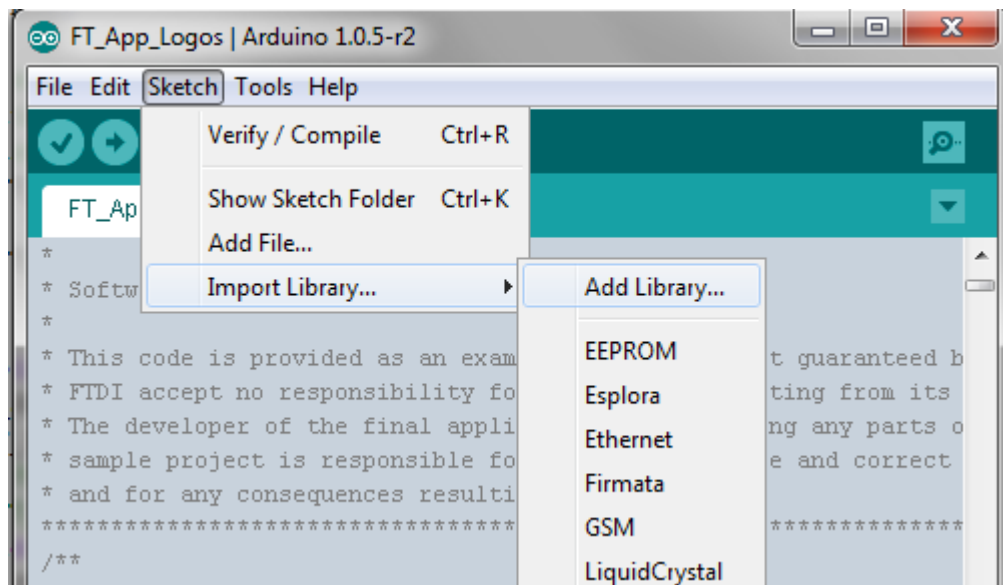 FT_App_Logos | Arduino 1.0.5-r2
File Edit Sketch Tools Help
Verify / Compile Ctrl+R
FT_Ap
Show Sketch Folder Ctrl+K
Add File...
Import Library...
Add Library...
EEPROM
Esplora
Ethernet
Firmata
GSM
LiquidCrystal
*
* Softw
*
* This code is provided as an exam t guaranteed b
* FTDI accept no responsibility fo ting from its
* The developer of the final appli ng any parts o
* sample project is responsible fo e and correct
* and for any consequences resulti
*********************************** **************
/**